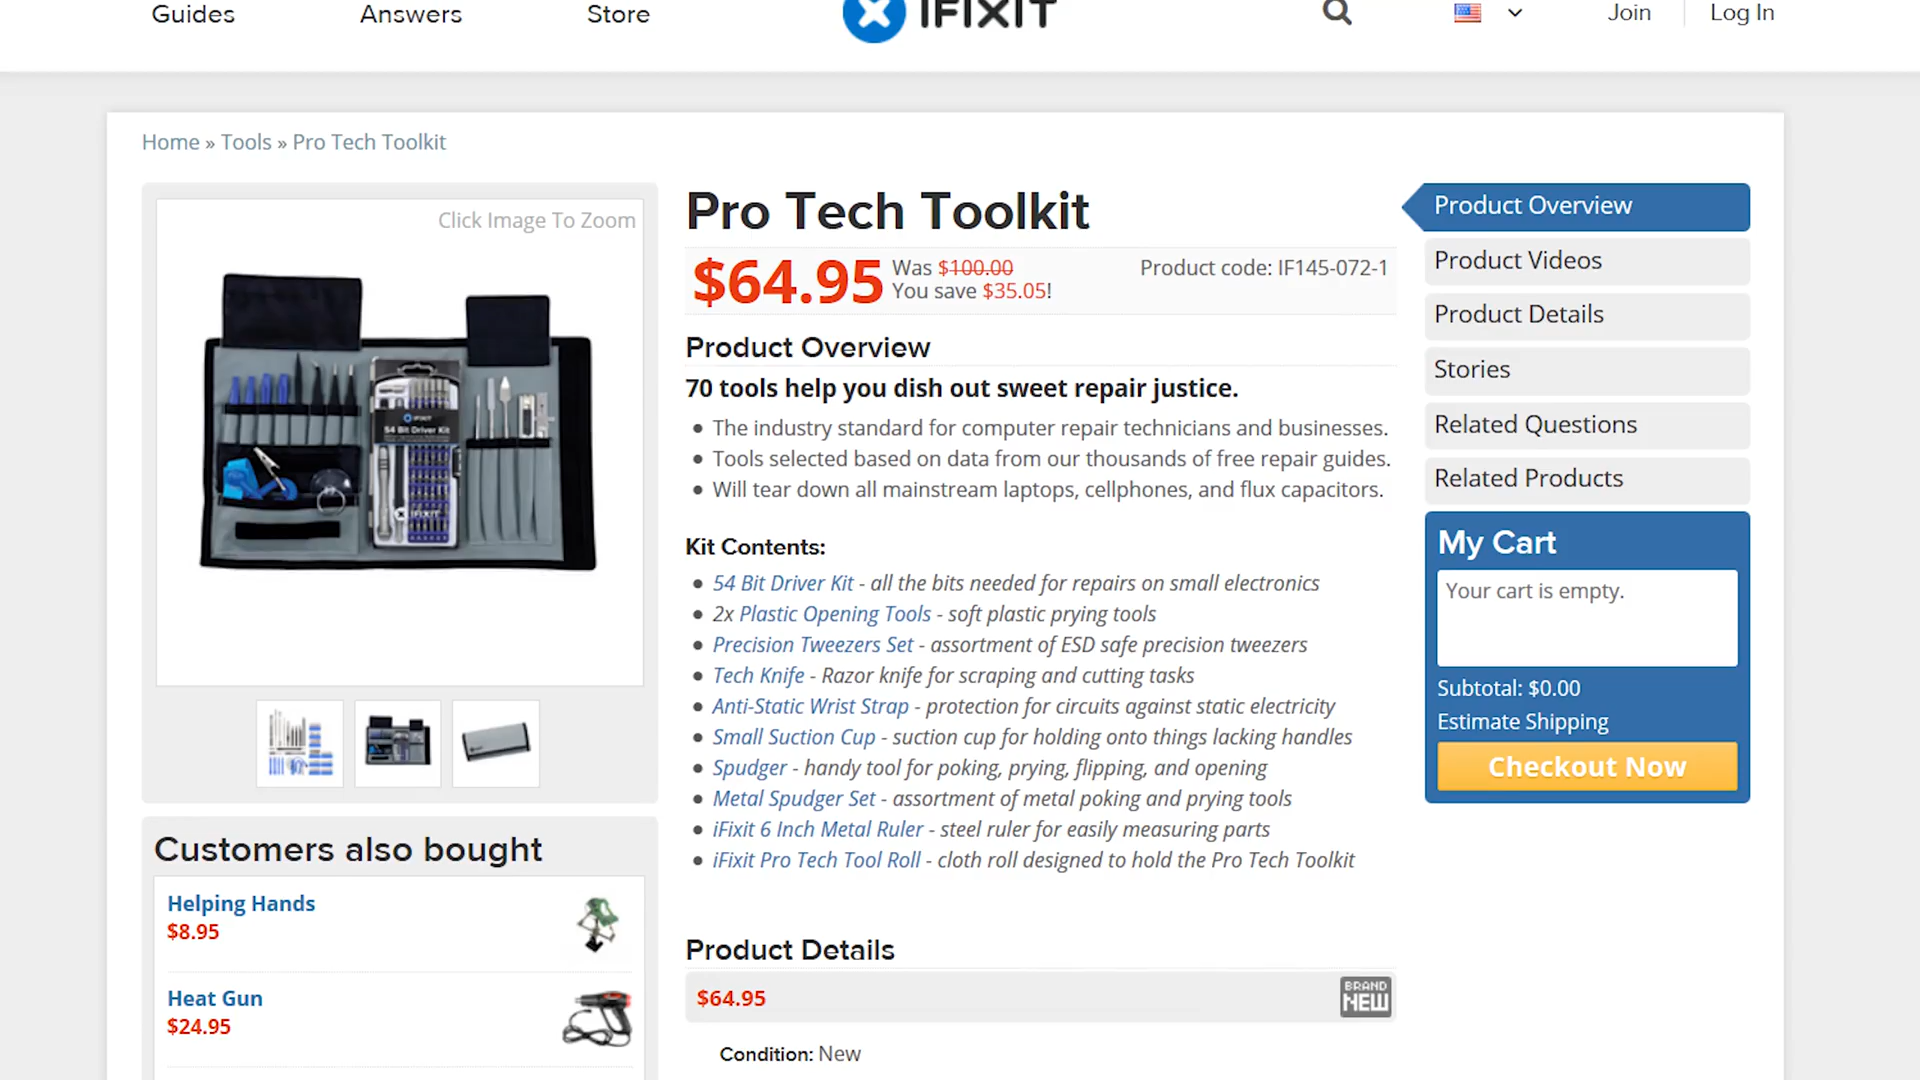 Guides
Answers
Store
IFIXIT
Join
Log In
Home » Tools » Pro Tech Toolkit
Click Image To Zoom
IFIXIT
54 Bit Driver Kit
IFIXIT
Customers also bought
Helping Hands
$8.95
Heat Gun
$24.95
Pro Tech Toolkit
$64.95
Was $100.00
You save $35.05!
Product code: IF145-072-1
Product Overview
70 tools help you dish out sweet repair justice.
• The industry standard for computer repair technicians and businesses.
• Tools selected based on data from our thousands of free repair guides.
• Will tear down all mainstream laptops, cellphones, and flux capacitors.
Kit Contents:
• 54 Bit Driver Kit - all the bits needed for repairs on small electronics
• 2x Plastic Opening Tools - soft plastic prying tools
• Precision Tweezers Set - assortment of ESD safe precision tweezers
• Tech Knife - Razor knife for scraping and cutting tasks
• Anti-Static Wrist Strap - protection for circuits against static electricity
• Small Suction Cup - suction cup for holding onto things lacking handles
• Spudger - handy tool for poking, prying, flipping, and opening
• Metal Spudger Set - assortment of metal poking and prying tools
• iFixit 6 Inch Metal Ruler - steel ruler for easily measuring parts
• iFixit Pro Tech Tool Roll - cloth roll designed to hold the Pro Tech Toolkit
Product Details
$64.95
BRAND NEW
Condition: New
Product Overview
Product Videos
Product Details
Stories
Related Questions
Related Products
My Cart
Your cart is empty.
Subtotal: $0.00
Estimate Shipping
Checkout Now